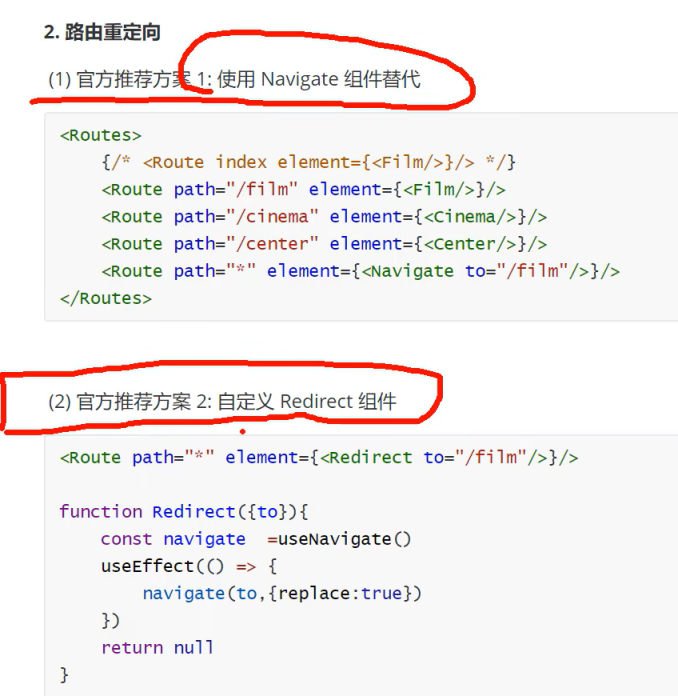 2. 路由重定向
(1) 官方推荐方案 1: 使用 Navigate 组件替代
<Routes>
    {/* <Route index element={<Film/>}/> */}
    <Route path="/film" element={<Film/>}/>
    <Route path="/cinema" element={<Cinema/>}/>
    <Route path="/center" element={<Center/>}/>
    <Route path="*" element={<Navigate to="/film"/>}/>
</Routes>
(2) 官方推荐方案 2: 自定义 Redirect 组件
<Route path="*" element={<Redirect to="/film"/>}/>
function Redirect({to}){
    const navigate  =useNavigate()
    useEffect(() => {
        navigate(to,{replace:true})
    })
    return null
}